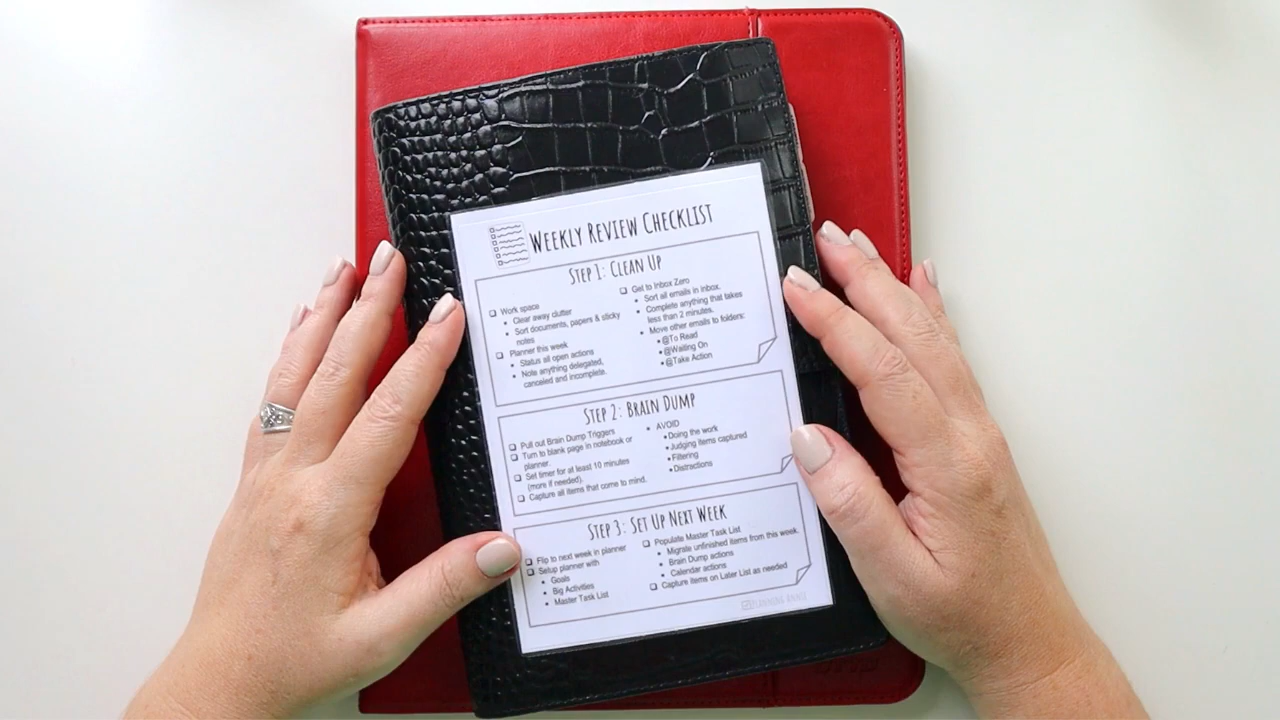 WEEKLY REVIEW CHECKLIST
STEP 1: CLEAN UP
❑ Work space
• Clear away clutter
• Sort documents, papers & sticky
notes
❑ Planner this week
• Status all open actions
• Note anything delegated,
canceled and incomplete.
❑ Get to Inbox Zero
• Sort all emails in inbox.
• Complete anything that takes
less than 2 minutes.
• Move other emails to folders:
• @To Read
• @Waiting On
• @Take Action
STEP 2: BRAIN DUMP
❑ Pull out Brain Dump Triggers
❑ Turn to blank page in notebook or
planner.
❑ Set timer for at least 10 minutes
(more if needed).
❑ Capture all items that come to mind.
• AVOID
• Doing the work
• Judging items captured
• Filtering
• Distractions
STEP 3: SET UP NEXT WEEK
❑ Flip to next week in planner
❑ Setup planner with
• Goals
• Big Activities
• Master Task List
❑ Populate Master Task List
• Migrate unfinished items from this week.
• Brain Dump actions
• Calendar actions
❑ Capture items on Later List as needed
PLANNING